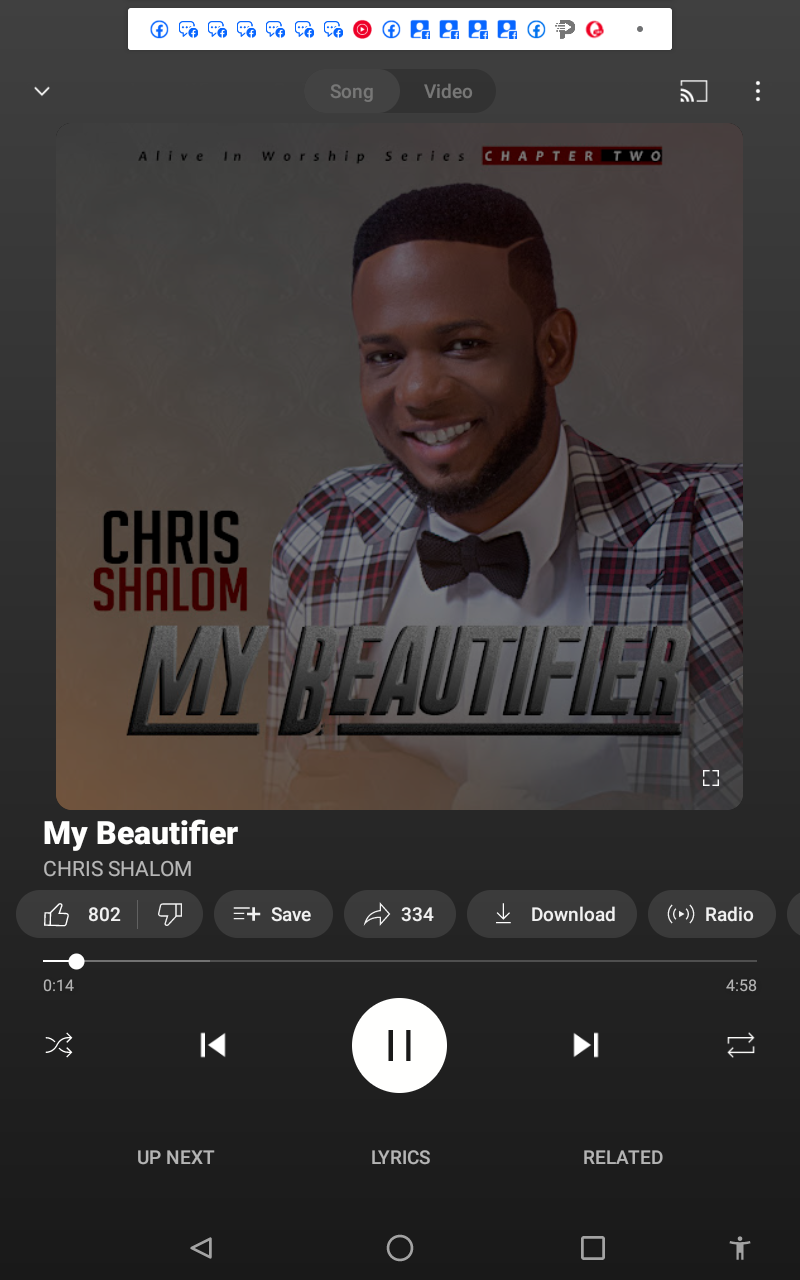 Song Video
Alive In Worship Series CHAPTER TWO
CHRIS
SHALOM
MY BEAUTIFIER
My Beautifier
CHRIS SHALOM
802 Save 334 Download Radio
0:14 4:58
UP NEXT LYRICS RELATED